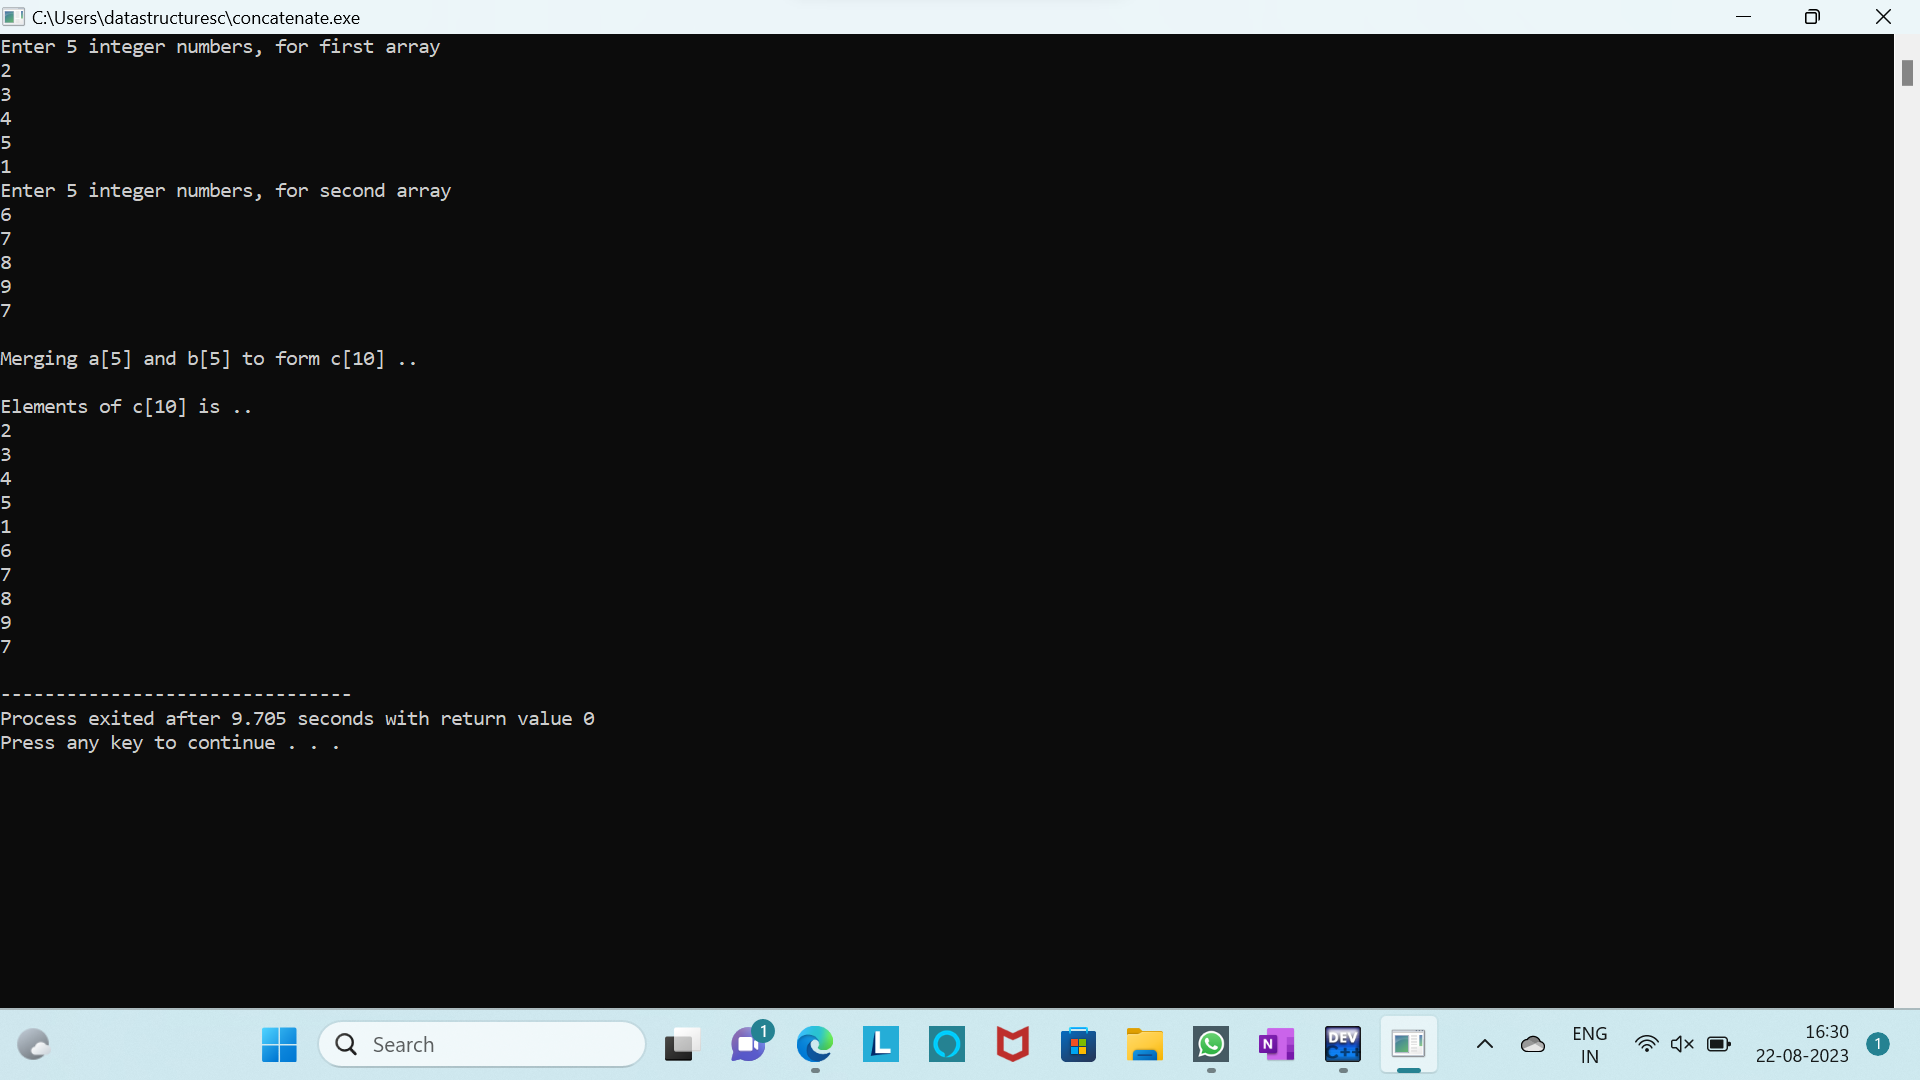 C:\Users\datastructuresc\concatenate.exe
Enter 5 integer numbers, for first array
2
3
4
5
1
Enter 5 integer numbers, for second array
6
7
8
9
7
Merging a[5] and b[5] to form c[10] ..
Elements of c[10] is ..
2
3
4
5
1
6
7
8
9
7
--------------------------------
Process exited after 9.705 seconds with return value 0
Press any key to continue . . .
Search
1
L
N
DEV
C++
ENG
IN
16:30
22-08-2023
1